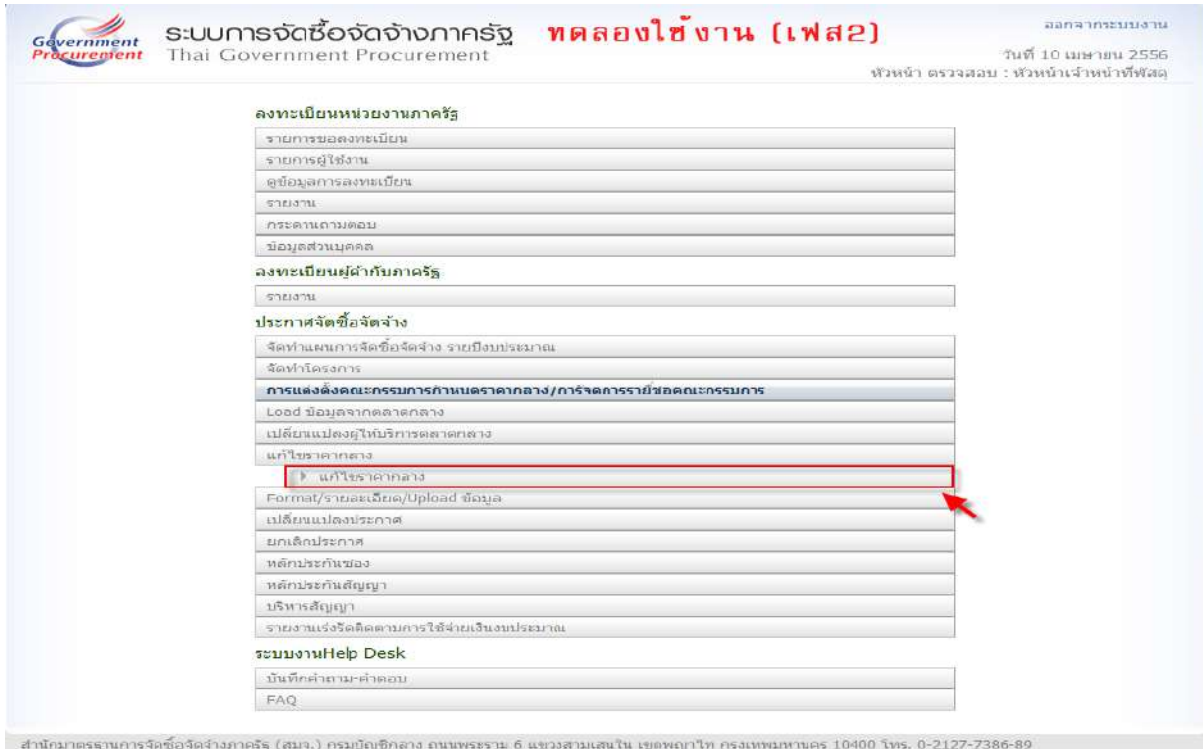 Government
Procurement
ระบบการจัดซื้อจัดจ้างภาครัฐ
Thai Government Procurement
ทดลองใช้งาน (เฟส2)
ออกจากระบบงาน
วันที่ 10 เมษายน 2556
หัวหน้า ตรวจสอบ : หัวหน้าเจ้าหน้าที่พัสดุ
ลงทะเบียนหน่วยงานภาครัฐ
รายการขอลงทะเบียน
รายการผู้ใช้งาน
ดูข้อมูลการลงทะเบียน
รายงาน
กระดานถามตอบ
ข้อมูลส่วนบุคคล
ลงทะเบียนผู้ค้ากับภาครัฐ
รายงาน
ประกาศจัดซื้อจัดจ้าง
จัดทำแผนการจัดซื้อจัดจ้าง รายปีงบประมาณ
จัดทำโครงการ
การแต่งตั้งคณะกรรมการกำหนดราคากลาง/การจัดการรายชื่อคณะกรรมการ
Load ข้อมูลจากตลาดกลาง
เปลี่ยนแปลงผู้ให้บริการตลาดกลาง
แก้ไขราคากลาง
แก้ไขราคากลาง
Format/รายละเอียด/Upload ข้อมูล
เปลี่ยนแปลงประกาศ
ยกเลิกประกาศ
หลักประกันซอง
หลักประกันสัญญา
บริหารสัญญา
รายงานเร่งรัดติดตามการใช้จ่ายเงินงบประมาณ
ระบบงานHelp Desk
บันทึกคำถาม-คำตอบ
FAQ
สำนักมาตรฐานการจัดซื้อจัดจ้างภาครัฐ (สมจ.) กรมบัญชีกลาง ถนนพระราม 6 แขวงสามเสนใน เขตพญาไท กรุงเทพมหานคร 10400 โทร. 0-2127-7386-89